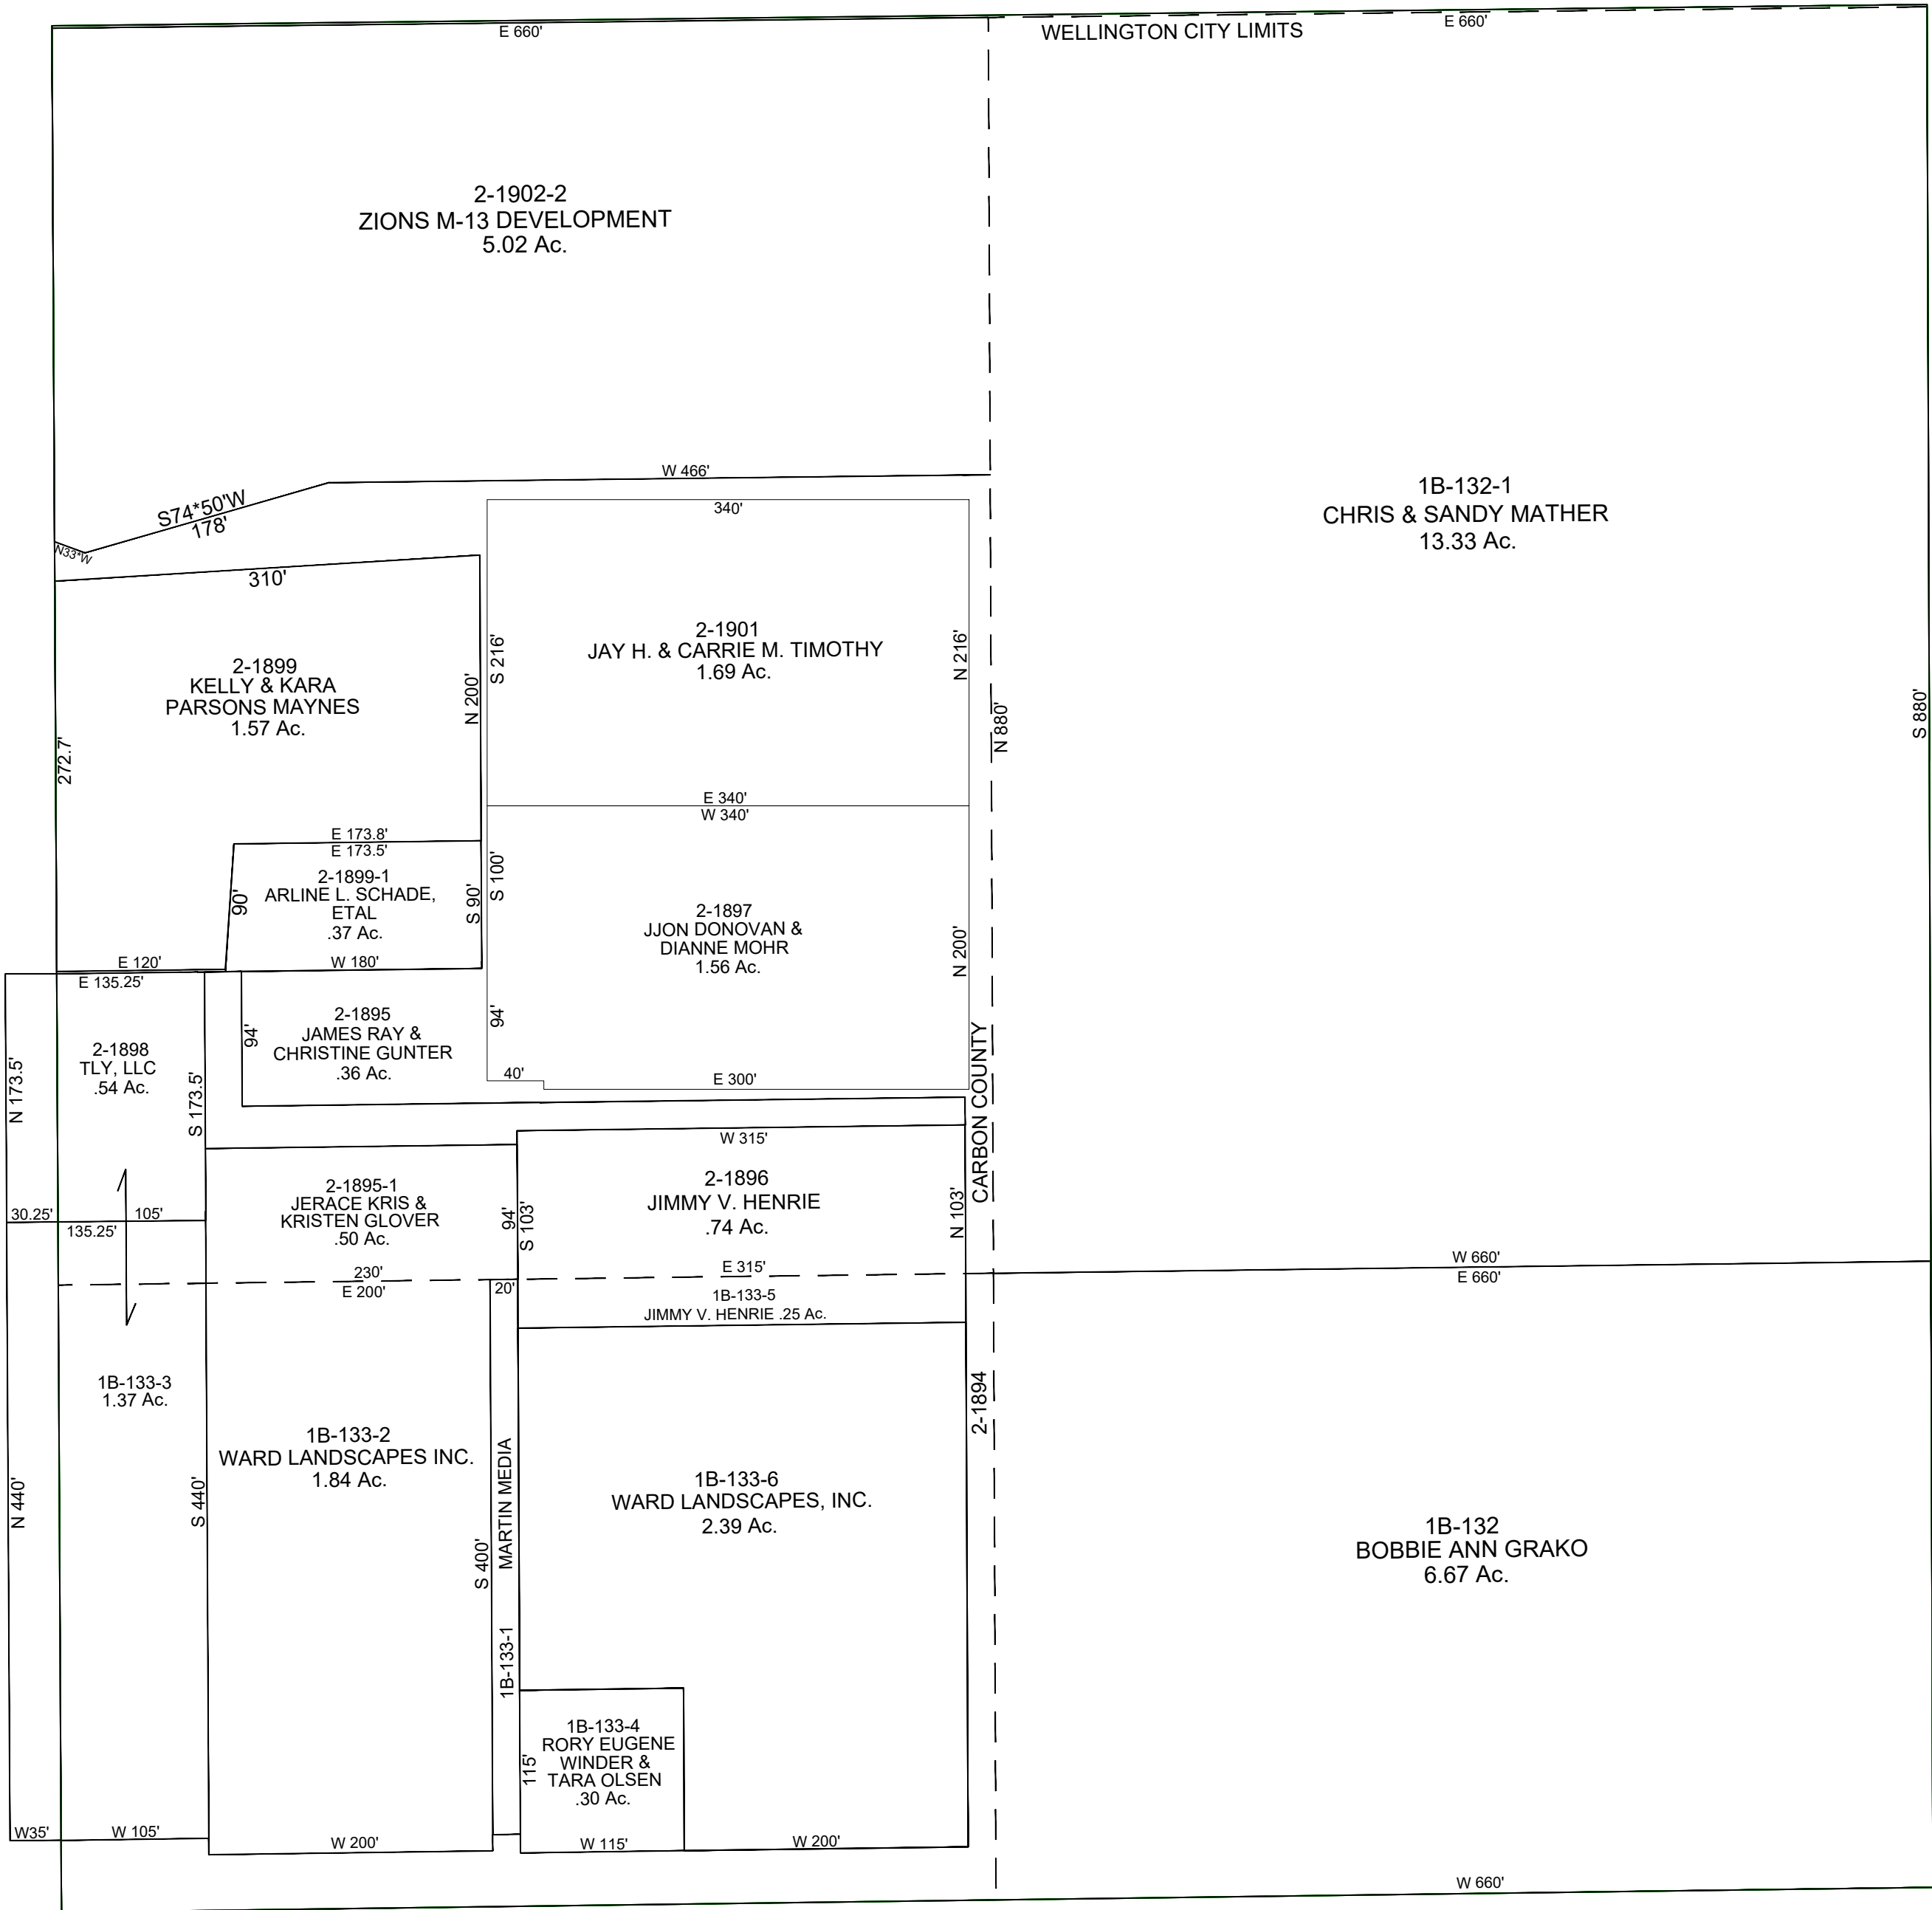 E 660'
WELLINGTON CITY LIMITS
E 660'
2-1902-2
ZIONS M-13 DEVELOPMENT
5.02 Ac.
W 466'
S74*50'W
178'
N33*W
1B-132-1
CHRIS & SANDY MATHER
13.33 Ac.
340'
310'
2-1901
JAY H. & CARRIE M. TIMOTHY
1.69 Ac.
S 216'
N 216'
2-1899
KELLY & KARA
PARSONS MAYNES
1.57 Ac.
N 200'
272.7'
N 880'
S 880'
E 340'
W 340'
E 173.8'
E 173.5'
2-1899-1
ARLINE L. SCHADE,
ETAL
.37 Ac.
90'
S 90'
S 100'
2-1897
JJON DONOVAN &
DIANNE MOHR
1.56 Ac.
N 200'
E 120'
W 180'
E 135.25'
2-1898
TLY, LLC
.54 Ac.
N 173.5'
S 173.5'
94'
2-1895
JAMES RAY &
CHRISTINE GUNTER
.36 Ac.
94'
40'
E 300'
CARBON COUNTY
W 315'
2-1895-1
JERACE KRIS &
KRISTEN GLOVER
.50 Ac.
94'
S 103'
2-1896
JIMMY V. HENRIE
.74 Ac.
N 103'
30.25'
105'
135.25'
230'
E 200'
20'
E 315'
1B-133-5
JIMMY V. HENRIE .25 Ac.
W 660'
E 660'
1B-133-3
1.37 Ac.
N 440'
S 440'
1B-133-2
WARD LANDSCAPES INC.
1.84 Ac.
S 400'
MARTIN MEDIA
1B-133-1
1B-133-6
WARD LANDSCAPES, INC.
2.39 Ac.
2-1894
1B-132
BOBBIE ANN GRAKO
6.67 Ac.
1B-133-4
RORY EUGENE
WINDER &
TARA OLSEN
.30 Ac.
115'
W35'
W 105'
W 200'
W 115'
W 200'
W 660'